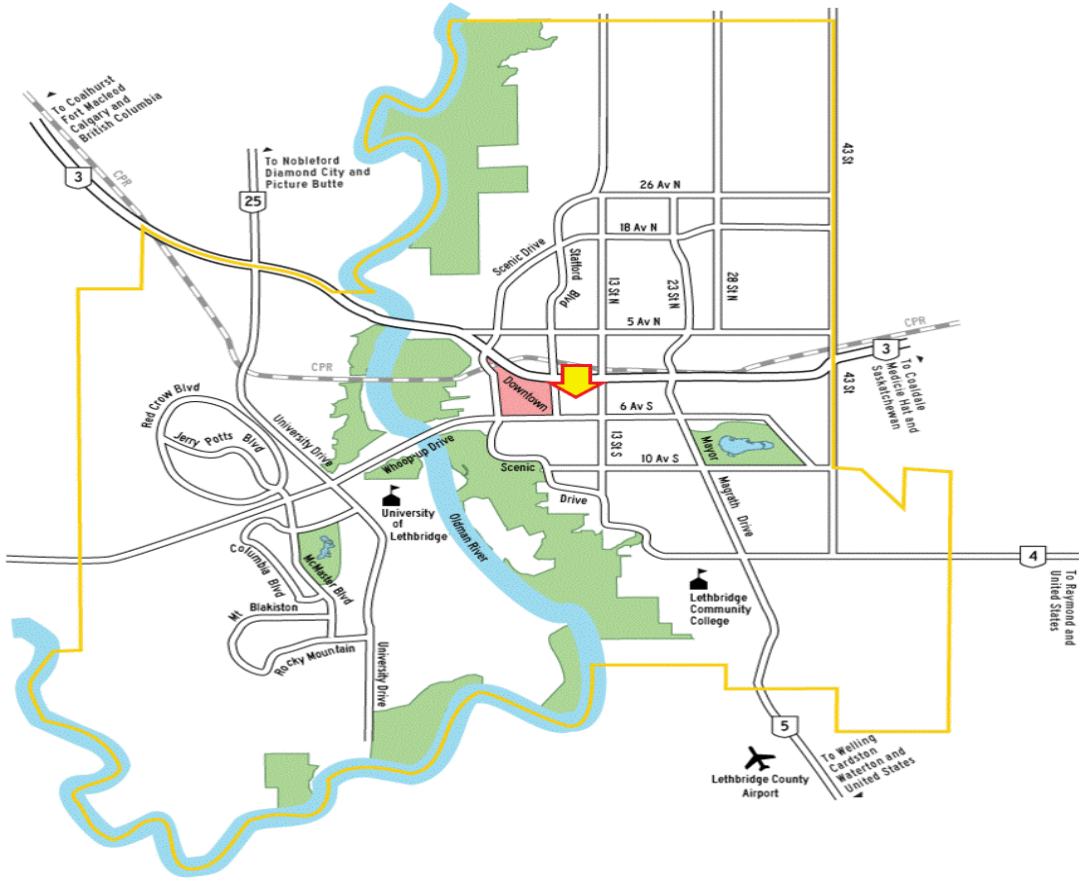 To Coalhurst
Fort Macleod
Calgary and
British Columbia
CPR
3
To Nobleford
Diamond City and
Picture Butte
25
43 St
26 Av N
18 Av N
Scenic Drive
Stafford
Blvd
13 St N
23 St N
28 St N
5 Av N
CPR
3
To Coaldale
Medicie Hat and
Saskatchewan
CPR
Downtown
43 St
Red Crow Blvd
Jerry Potts Blvd
University Drive
6 Av S
13 St S
Mayor
Whoop-up Drive
Scenic
10 Av S
Drive
Magrath Drive
University
of
Lethbridge
Oldman River
Columbia Blvd
McMaster Blvd
4
To Raymond and
United States
Lethbridge
Community
College
Mt Blakiston
Rocky Mountain
University Drive
5
To Welling
Cardston
Waterton and
United States
Lethbridge County
Airport